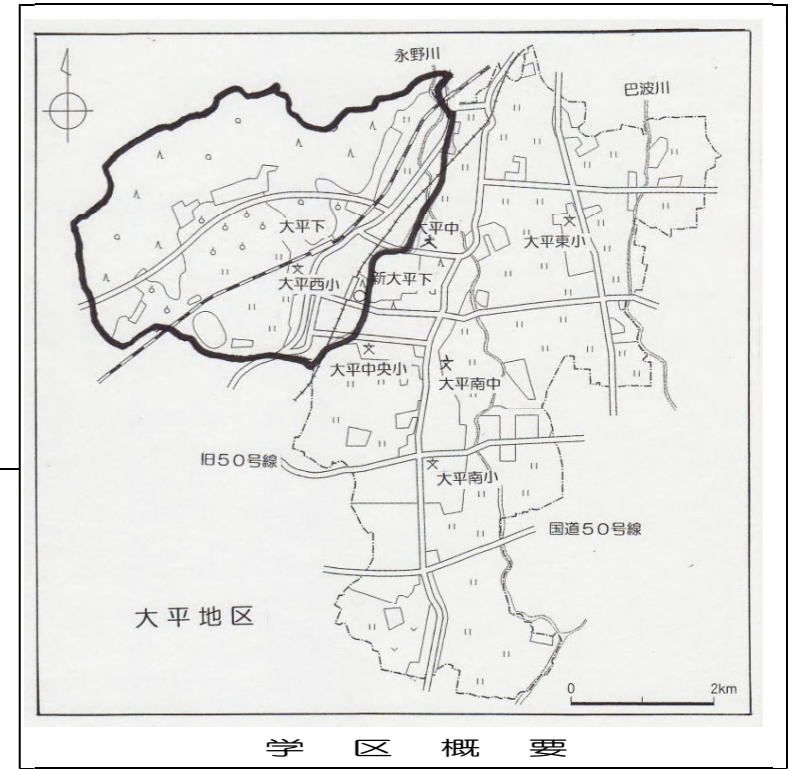 永野川
巴波川
大平下
大平中
大平東小
大平西小
新大平下
大平中央小
大平南中
旧50号線
大平南小
国道50号線
大平地区
0 2km
学区概要